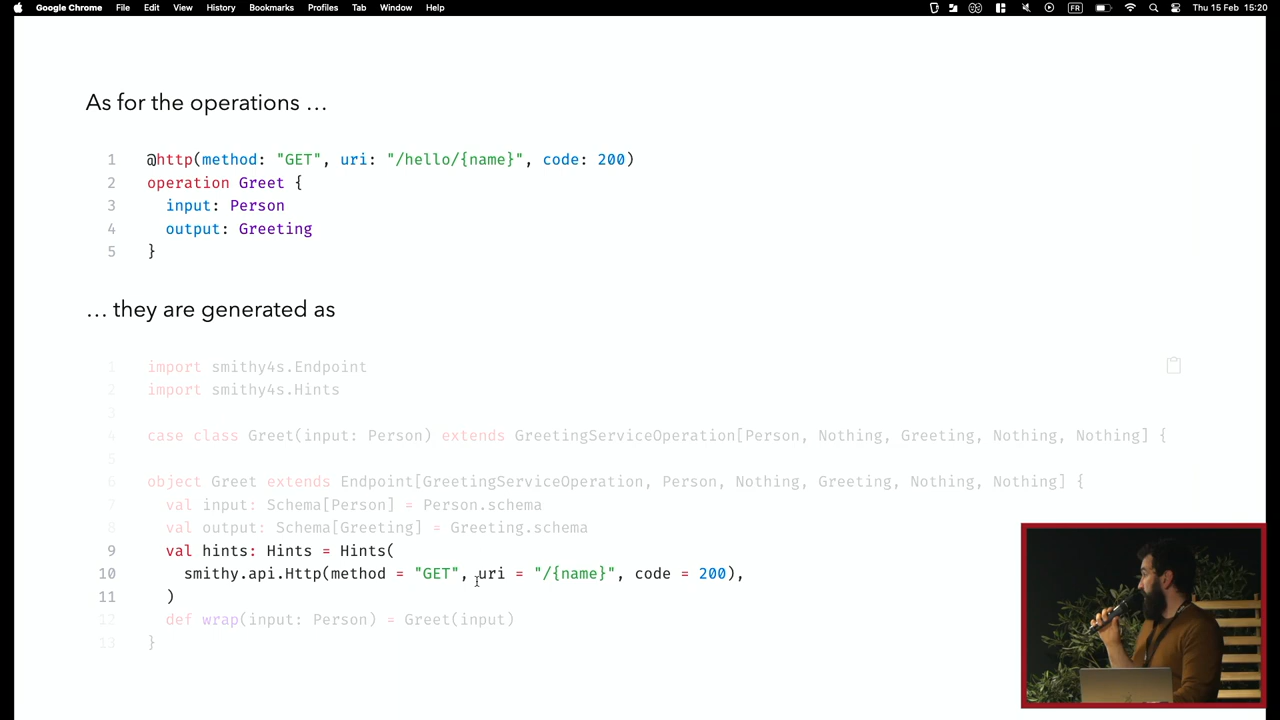 Google Chrome File Edit View History Bookmarks Profiles Tab Window Help FR Thu 15 Feb 15:20
As for the operations …
1 @http(method: "GET", uri: "/hello/{name}", code: 200)
2 operation Greet {
3 input: Person
4 output: Greeting
5 }
… they are generated as
1 import smithy4s.Endpoint
2 import smithy4s.Hints
3
4 case class Greet(input: Person) extends GreetingServiceOperation[Person, Nothing, Greeting, Nothing, Nothing] {
5
6 object Greet extends Endpoint[GreetingServiceOperation, Person, Nothing, Greeting, Nothing, Nothing] {
7 val input: Schema[Person] = Person.schema
8 val output: Schema[Greeting] = Greeting.schema
9 val hints: Hints = Hints(
10 smithy.api.Http(method = "GET", uri = "/{name}", code = 200),
11 )
12 def wrap(input: Person) = Greet(input)
13 }